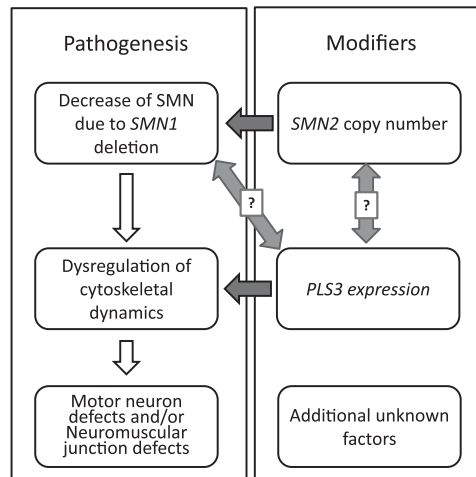 Pathogenesis
Decrease of SMN
due to SMN1
deletion
Dysregulation of
cytoskeletal
dynamics
Motor neuron
defects and/or
Neuromuscular
junction defects
Modifiers
SMN2 copy number
?
?
PLS3 expression
Additional unknown
factors